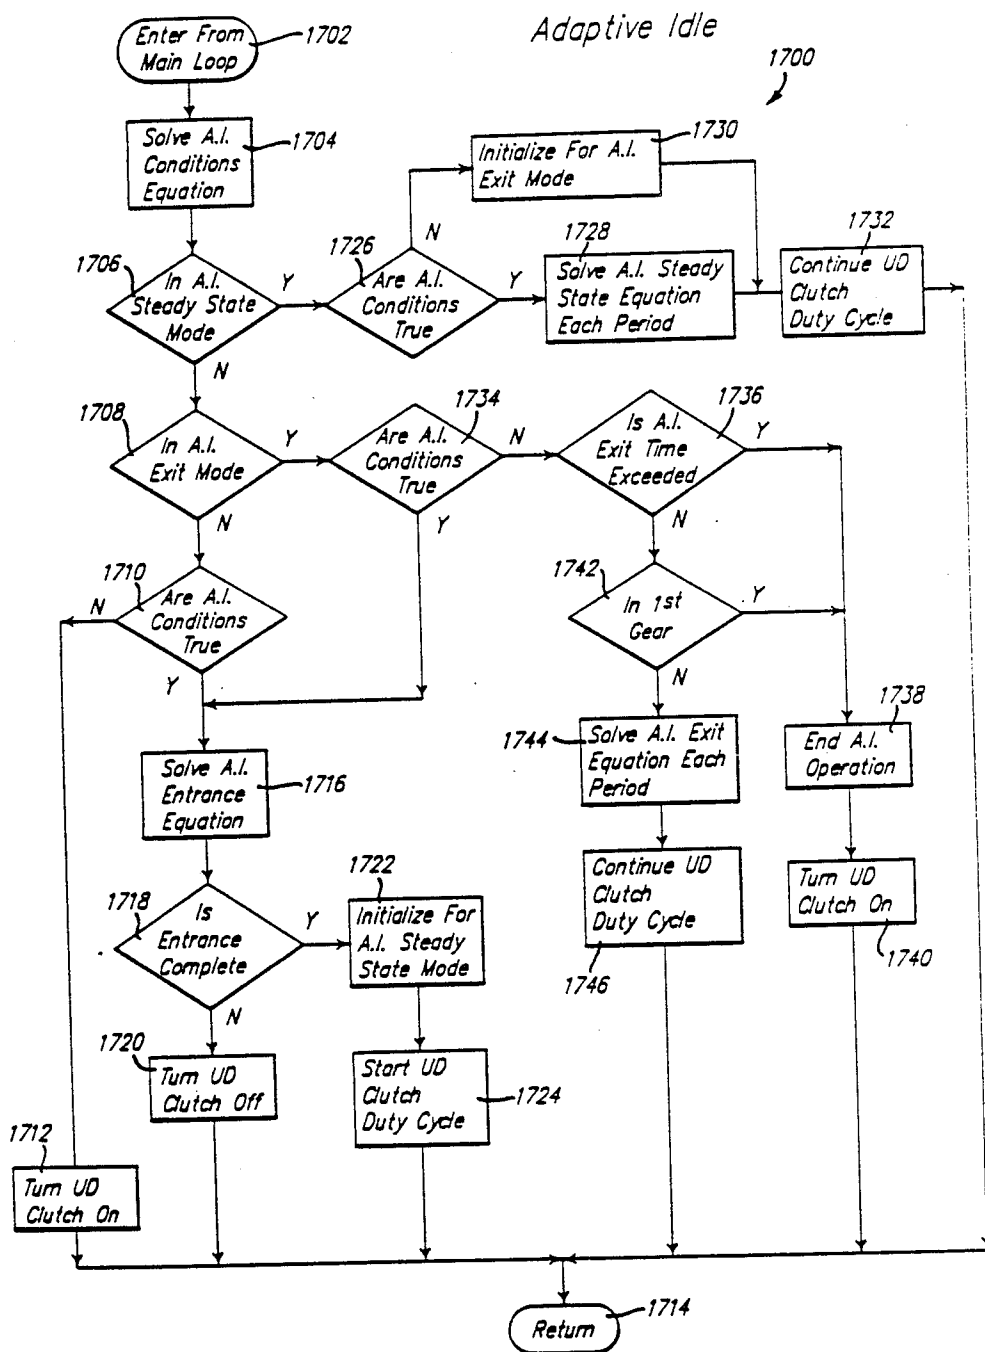 Adaptive Idle
1700
Enter From
Main Loop
1702
Solve A.I.
Conditions
Equation
1704
Initialize For A.I.
Exit Mode
1730
1706
In A.I.
Steady State
Mode
Y
N
1726
Are A.I.
Conditions
True
N
Y
1728
Solve A.I. Steady
State Equation
Each Period
1732
Continue UD
Clutch
Duty Cycle
1708
In A.I.
Exit Mode
Y
N
1734
Are A.I.
Conditions
True
N
Y
1736
Is A.I.
Exit Time
Exceeded
Y
N
1710
Are A.I.
Conditions
True
N
Y
1742
In 1st
Gear
Y
N
1744
Solve A.I. Exit
Equation Each
Period
1738
End A.I.
Operation
Solve A.I.
Entrance
Equation
1716
1718
Is
Entrance
Complete
Y
N
1722
Initialize For
A.I. Steady
State Mode
Continue UD
Clutch
Duty Cycle
1746
Turn UD
Clutch On
1740
1720
Turn UD
Clutch Off
Start UD
Clutch
Duty Cycle
1724
1712
Turn UD
Clutch On
Return
1714